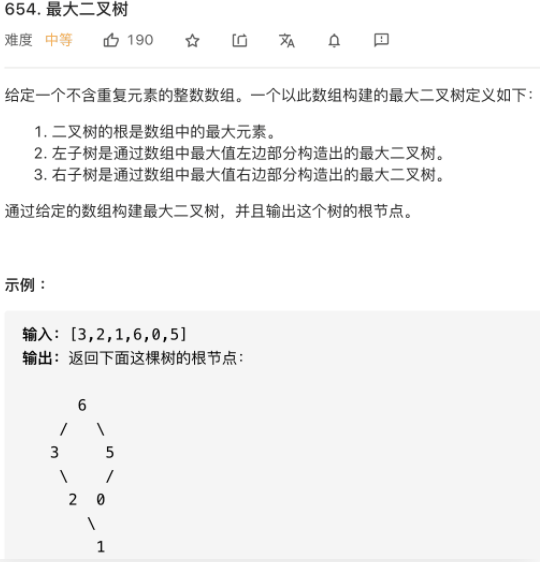 654. 最大二叉树
难度 中等 190
给定一个不含重复元素的整数数组。一个以此数组构建的最大二叉树定义如下：
1. 二叉树的根是数组中的最大元素。
2. 左子树是通过数组中最大值左边部分构造出的最大二叉树。
3. 右子树是通过数组中最大值右边部分构造出的最大二叉树。
通过给定的数组构建最大二叉树，并且输出这个树的根节点。
示例：
输入：[3,2,1,6,0,5]
输出：返回下面这棵树的根节点：
6
/ \
3 5
\ /
2 0
\
1